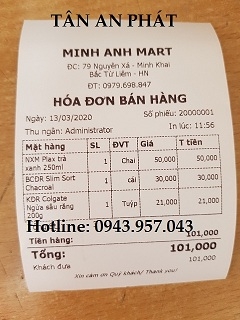 TÂN AN PHÁT
MINH ANH MART
ĐC: 79 Nguyên Xá - Minh Khai
Bắc Từ Liêm - HN
ĐT: 0979.698.847
HÓA ĐƠN BÁN HÀNG
Ngày: 13/03/2020 Số phiếu: 20000001
Thu ngân: Administrator In lúc: 11:56
Mặt hàng SL ĐVT Giá T tiền
NXM Plax trà xanh 250ml 1 Chai 50,000 50,000
BCDR Slim Sort Chacroal 1 cái 30,000 30,000
KDR Colgate Ngừa sâu răng 200g 1 Tuýp 21,000 21,000
Hotline: 0943.957.043
Tiền hàng: 101,000
Tổng: 101,000
Khách đưa 101,000
Xin cảm ơn Quý khách/ Thank you!